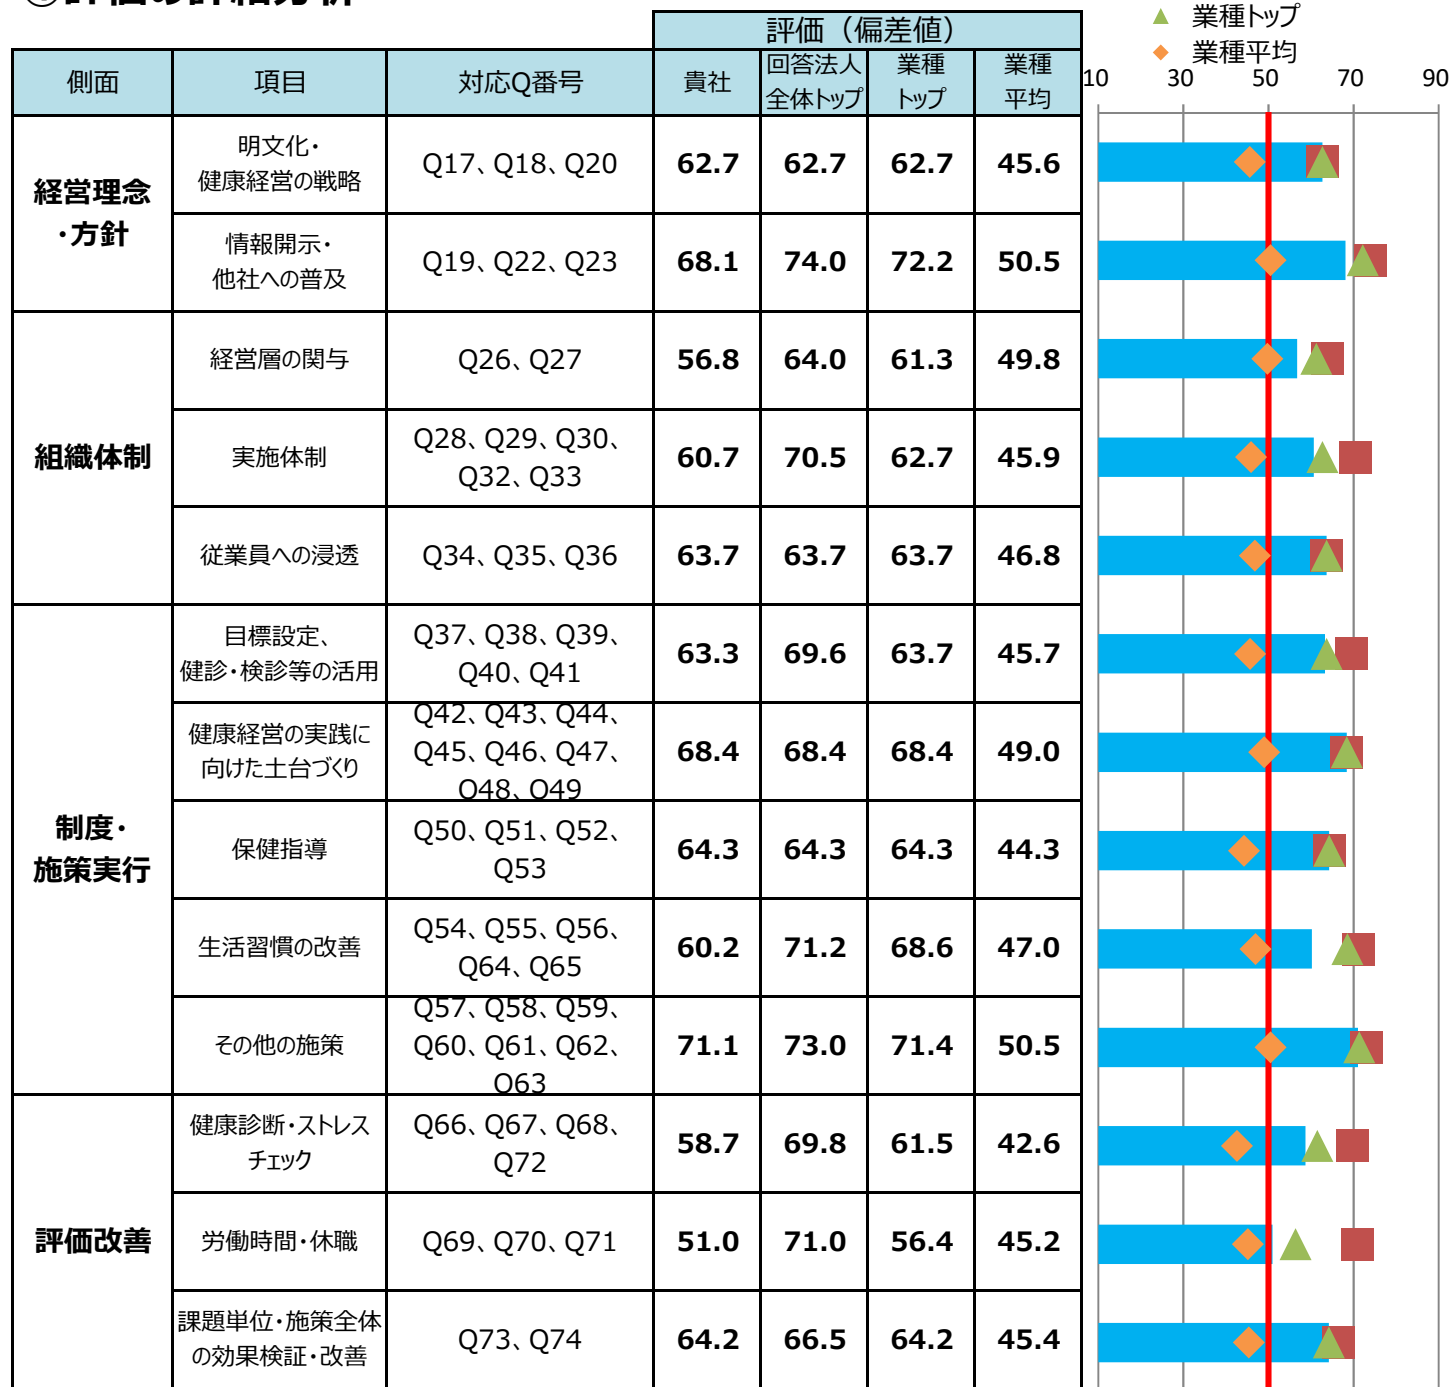 評価（偏差値）
▲ 業種トップ
◆ 業種平均
側面 項目 対応Q番号 貴社 回答法人 業種 業種
全体トップ トップ 平均
10 30 50 70 90
経営理念
・方針
明文化・
健康経営の戦略
Q17、Q18、Q20 62.7 62.7 62.7 45.6
情報開示・
他社への普及
Q19、Q22、Q23 68.1 74.0 72.2 50.5
組織体制
経営層の関与 Q26、Q27 56.8 64.0 61.3 49.8
実施体制
Q28、Q29、Q30、
Q32、Q33
60.7 70.5 62.7 45.9
従業員への浸透 Q34、Q35、Q36 63.7 63.7 63.7 46.8
制度・
施策実行
目標設定、
健診・検診等の活用
Q37、Q38、Q39、
Q40、Q41
63.3 69.6 63.7 45.7
健康経営の実践に
向けた土台づくり
Q42、Q43、Q44、
Q45、Q46、Q47、
Q48、Q49
68.4 68.4 68.4 49.0
保健指導
Q50、Q51、Q52、
Q53
64.3 64.3 64.3 44.3
生活習慣の改善
Q54、Q55、Q56、
Q64、Q65
60.2 71.2 68.6 47.0
その他の施策
Q57、Q58、Q59、
Q60、Q61、Q62、
Q63
71.1 73.0 71.4 50.5
評価改善
健康診断・ストレス
チェック
Q66、Q67、Q68、
Q72
58.7 69.8 61.5 42.6
労働時間・休職 Q69、Q70、Q71 51.0 71.0 56.4 45.2
課題単位・施策全体
の効果検証・改善
Q73、Q74 64.2 66.5 64.2 45.4